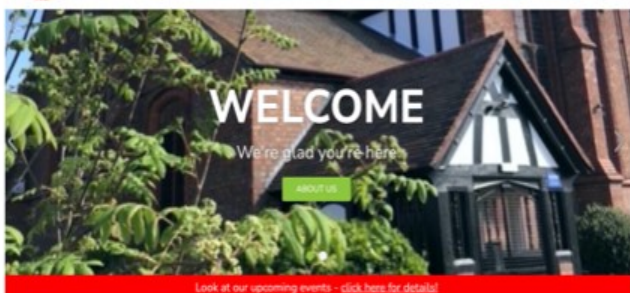 WELCOME
We're glad you're here
ABOUT US
Look at our upcoming events - click here for details!